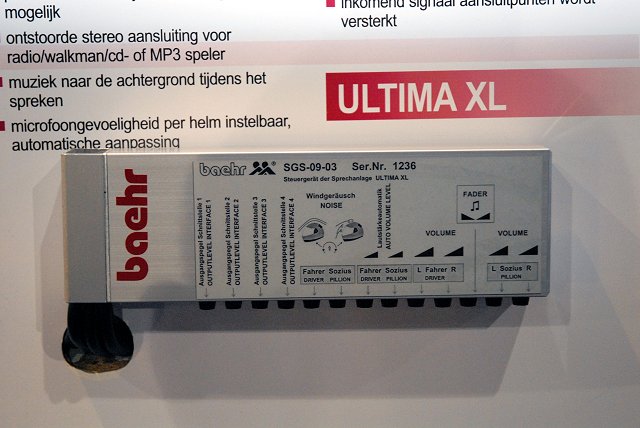 mogelijk
ontstoorde stereo aansluiting voor
radio/walkman/cd- of MP3 speler
muziek naar de achtergrond tijdens het
spreken
microfoongevoeligheid per helm instelbaar,
automatische aanpassing
inkomend signaal aansluitpunten wordt
versterkt
ULTIMA XL
baehr
baehr SGS-09-03 Ser.Nr. 1236
Steuergerät der Sprechanlage ULTIMA XL
Ausgangspegel Schnittstelle 1
OUTPUTLEVEL INTERFACE 1
Ausgangspegel Schnittstelle 2
OUTPUTLEVEL INTERFACE 2
Ausgangspegel Schnittstelle 3
OUTPUTLEVEL INTERFACE 3
Ausgangspegel Schnittstelle 4
OUTPUTLEVEL INTERFACE 4
Windgeräusch
NOISE
Fahrer Sozius
DRIVER PILLION
Lautstärkeautomatik
AUTO VOLUME LEVEL
Fahrer Sozius
DRIVER PILLION
VOLUME
L Fahrer R
DRIVER
FADER
VOLUME
L Sozius R
PILLION